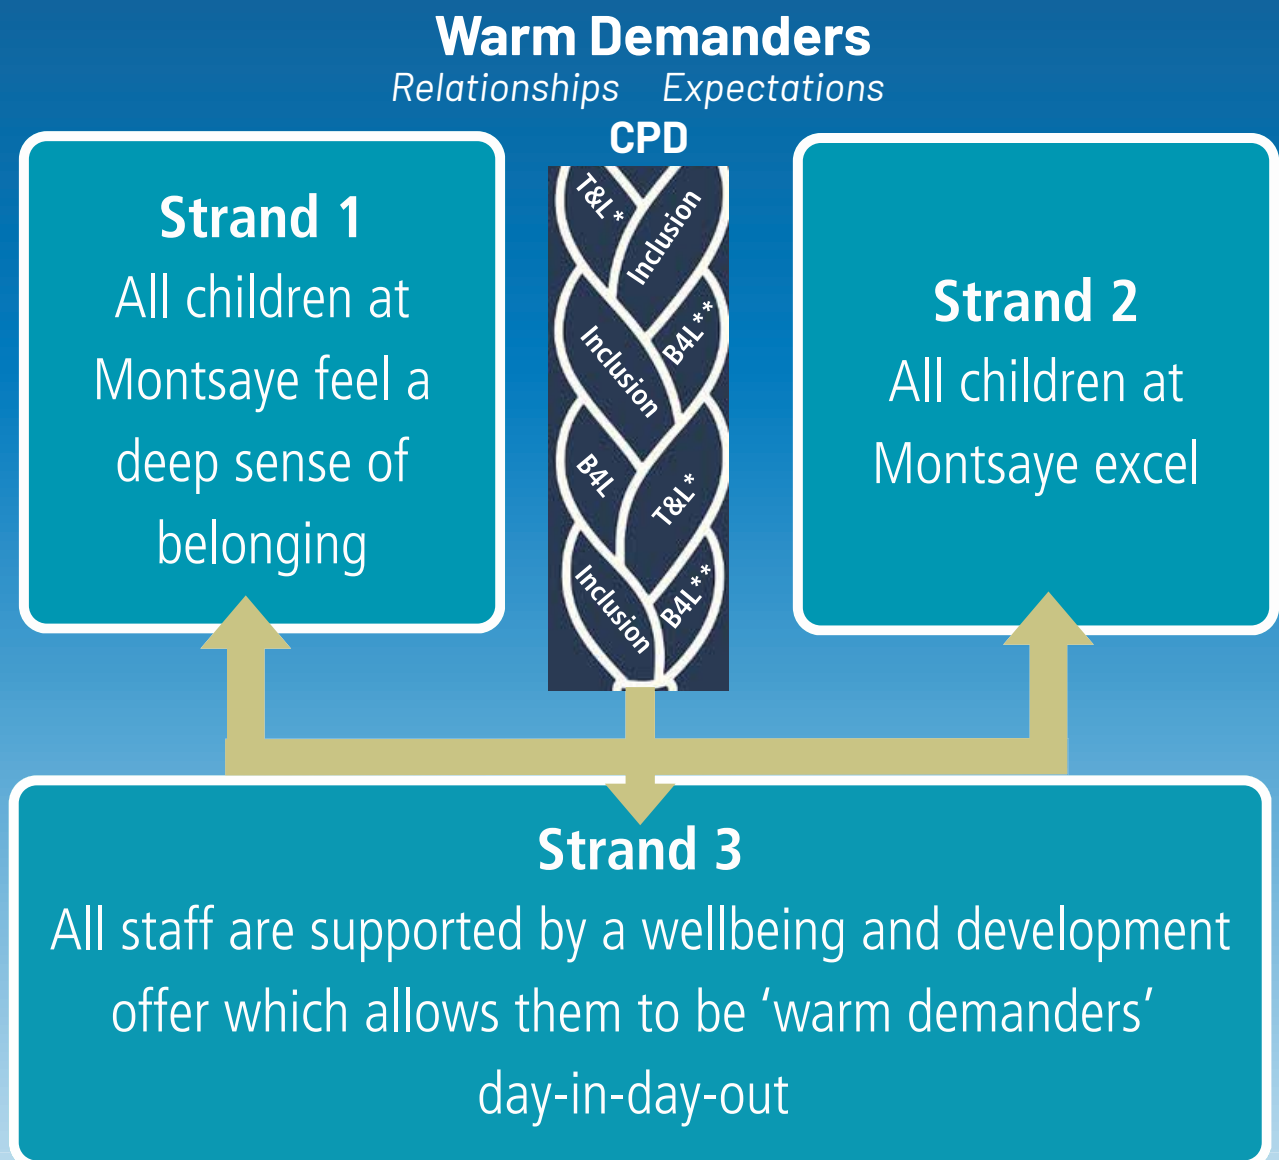 Warm Demanders
Relationships Expectations
CPD
Strand 1
All children at
Montsaye feel a
deep sense of
belonging
T&L*
Inclusion
B4L**
Inclusion
B4L
T&L*
B4L**
Inclusion
Strand 2
All children at
Montsaye excel
Strand 3
All staff are supported by a wellbeing and development
offer which allows them to be ‘warm demanders’
day-in-day-out